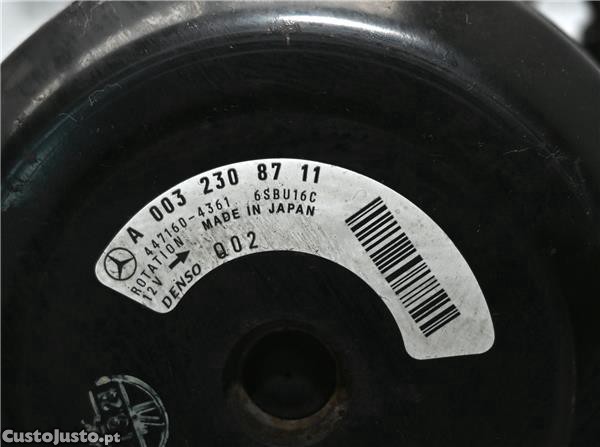 A 003 230 87 11
447160-4361 6SBU16C
ROTATION MADE IN JAPAN
12V
DENSO Q02
CustoJusto.pt